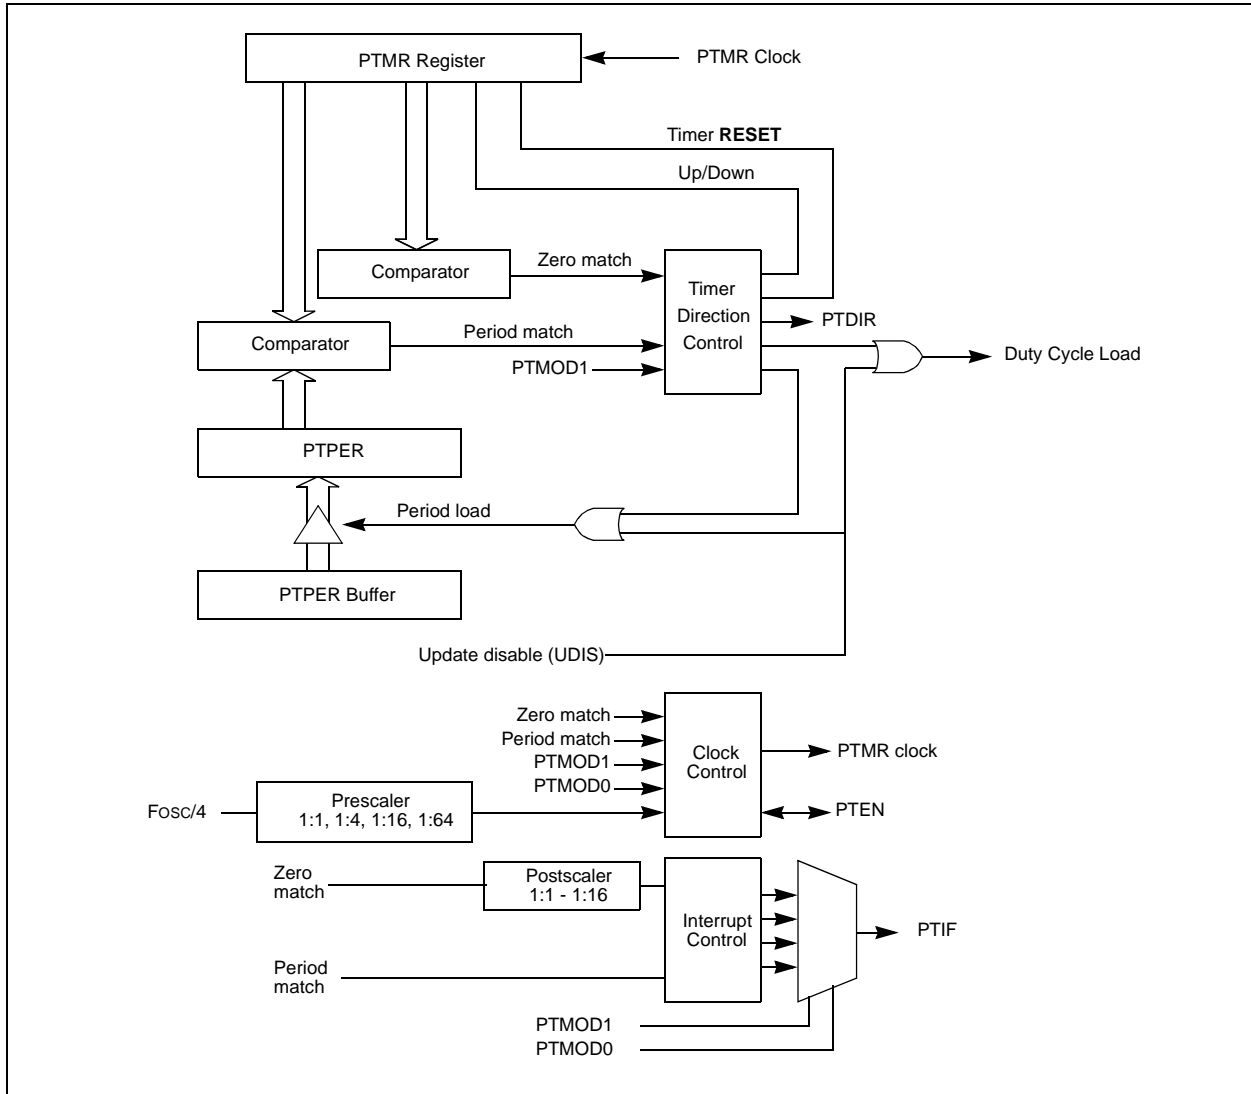 PTMR Register
PTMR Clock
Timer RESET
Up/Down
Zero match
Comparator
Timer
Direction
Control
PTDIR
Period match
Comparator
PTMOD1
Duty Cycle Load
PTPER
Period load
PTPER Buffer
Update disable (UDIS)
Zero match
Period match
PTMOD1
PTMOD0
Clock
Control
PTMR clock
PTEN
FOSC/4
Prescaler
1:1, 1:4, 1:16, 1:64
Zero
match
Postscaler
1:1 - 1:16
Interrupt
Control
PTIF
Period
match
PTMOD1
PTMOD0